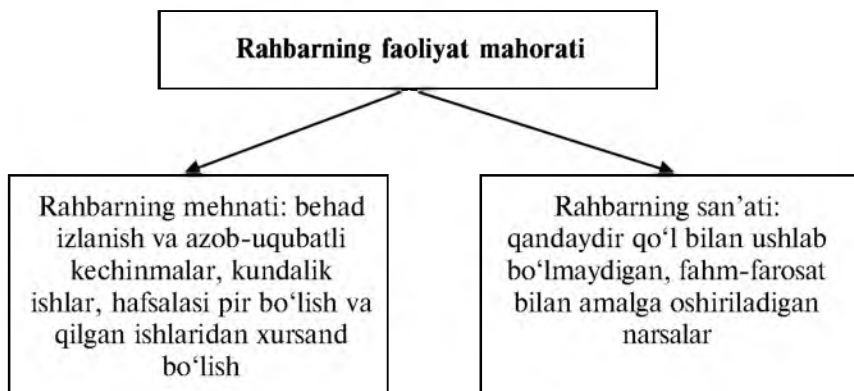 Rahbarning faoliyat mahorati
Rahbarning mehnati: behad
izlanish va azob-uqubatli
kechinmalar, kundalik
ishlar, hafsalasi pir bo‘lish va
qilgan ishlaridan xursand
bo‘lish
Rahbarning san’ati:
qandaydir qo‘l bilan ushlab
bo‘lmaydigan, fahm-farosat
bilan amalga oshiriladigan
narsalar